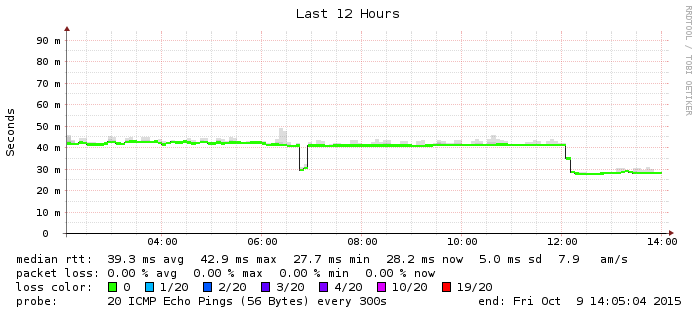 Last 12 Hours
RRDTOOL / TOBI OETIKER
Seconds
90 m
80 m
70 m
60 m
50 m
40 m
30 m
20 m
10 m
0
04:00 06:00 08:00 10:00 12:00 14:00
median rtt: 39.3 ms avg 42.9 ms max 27.7 ms min 28.2 ms now 5.0 ms sd 7.9 am/s
packet loss: 0.00 % avg 0.00 % max 0.00 % min 0.00 % now
loss color: 0 1/20 2/20 3/20 4/20 10/20 19/20
probe: 20 ICMP Echo Pings (56 Bytes) every 300s end: Fri Oct 9 14:05:04 2015